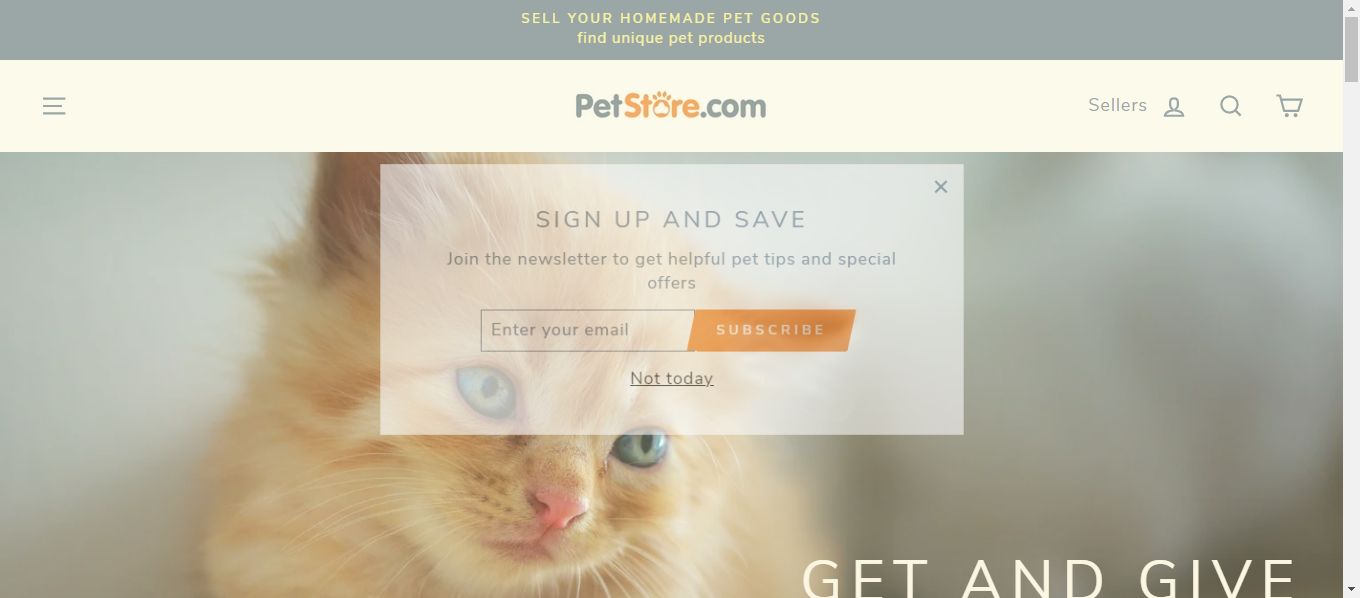 SELL YOUR HOMEMADE PET GOODS
find unique pet products
PetStore.com
Sellers
SIGN UP AND SAVE
Join the newsletter to get helpful pet tips and special
offers
Enter your email
SUBSCRIBE
Not today
GET AND GIVE